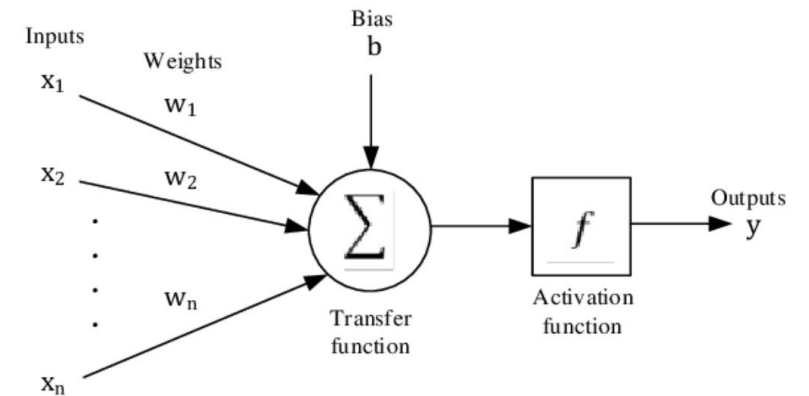 Bias
b
Inputs
Weights
x₁
w₁
x₂
w₂
wₙ
xₙ
∑
f
Transfer
function
Activation
function
Outputs
y